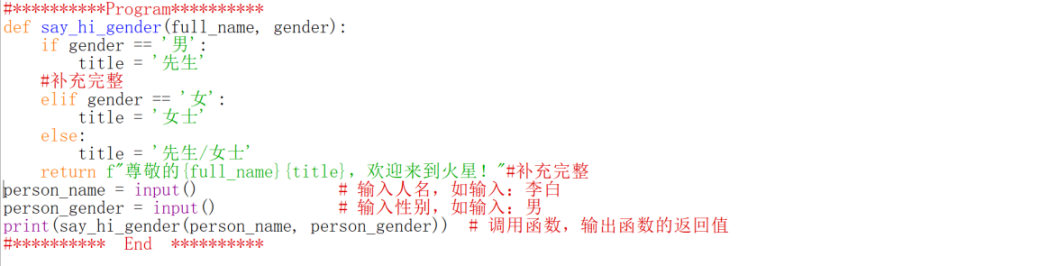 #**********Program**********
def say_hi_gender(full_name, gender):
    if gender == '男':
        title = '先生'
    #补充完整
    elif gender == '女':
        title = '女士'
    else:
        title = '先生/女士'
    return f"尊敬的{full_name}{title}，欢迎来到火星！"#补充完整
person_name = input()              # 输入人名，如输入：李白
person_gender = input()            # 输入性别，如输入：男
print(say_hi_gender(person_name, person_gender))  # 调用函数，输出函数的返回值
#**********  End  **********